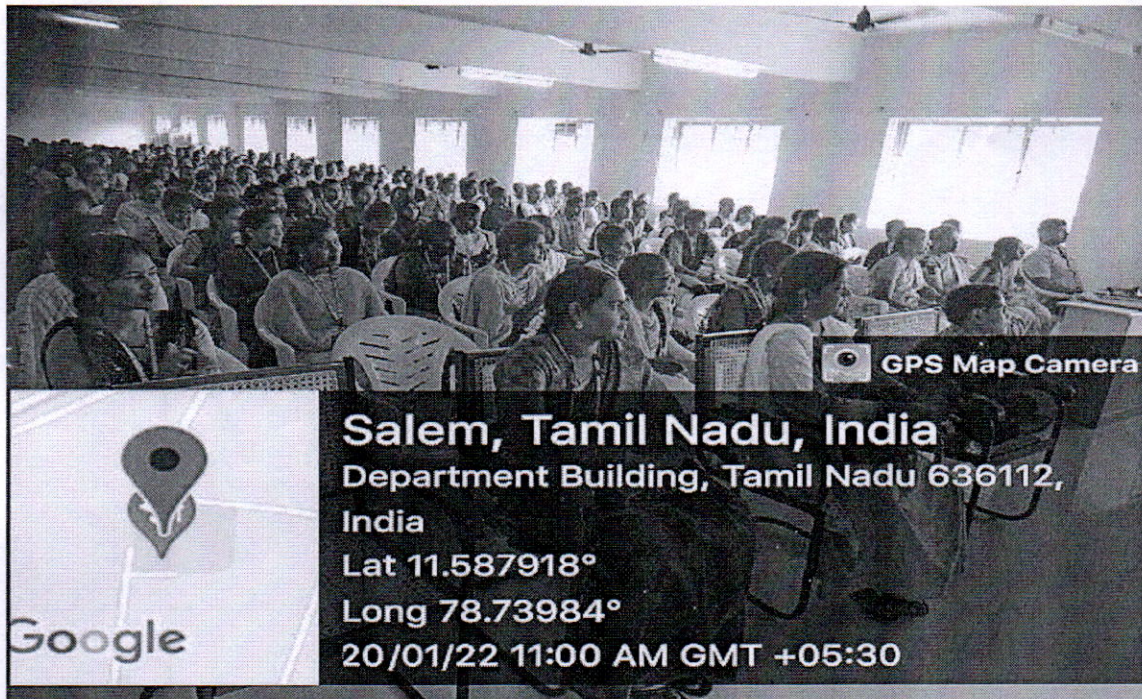 GPS Map Camera
Salem, Tamil Nadu, India
Department Building, Tamil Nadu 636112,
India
Lat 11.587918°
Long 78.73984°
20/01/22 11:00 AM GMT +05:30
Google